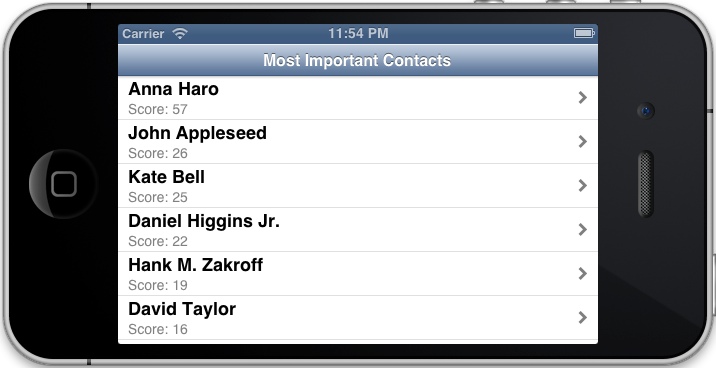 Carrier 11:54 PM
Most Important Contacts
Anna Haro
Score: 57
John Appleseed
Score: 26
Kate Bell
Score: 25
Daniel Higgins Jr.
Score: 22
Hank M. Zakroff
Score: 19
David Taylor
Score: 16